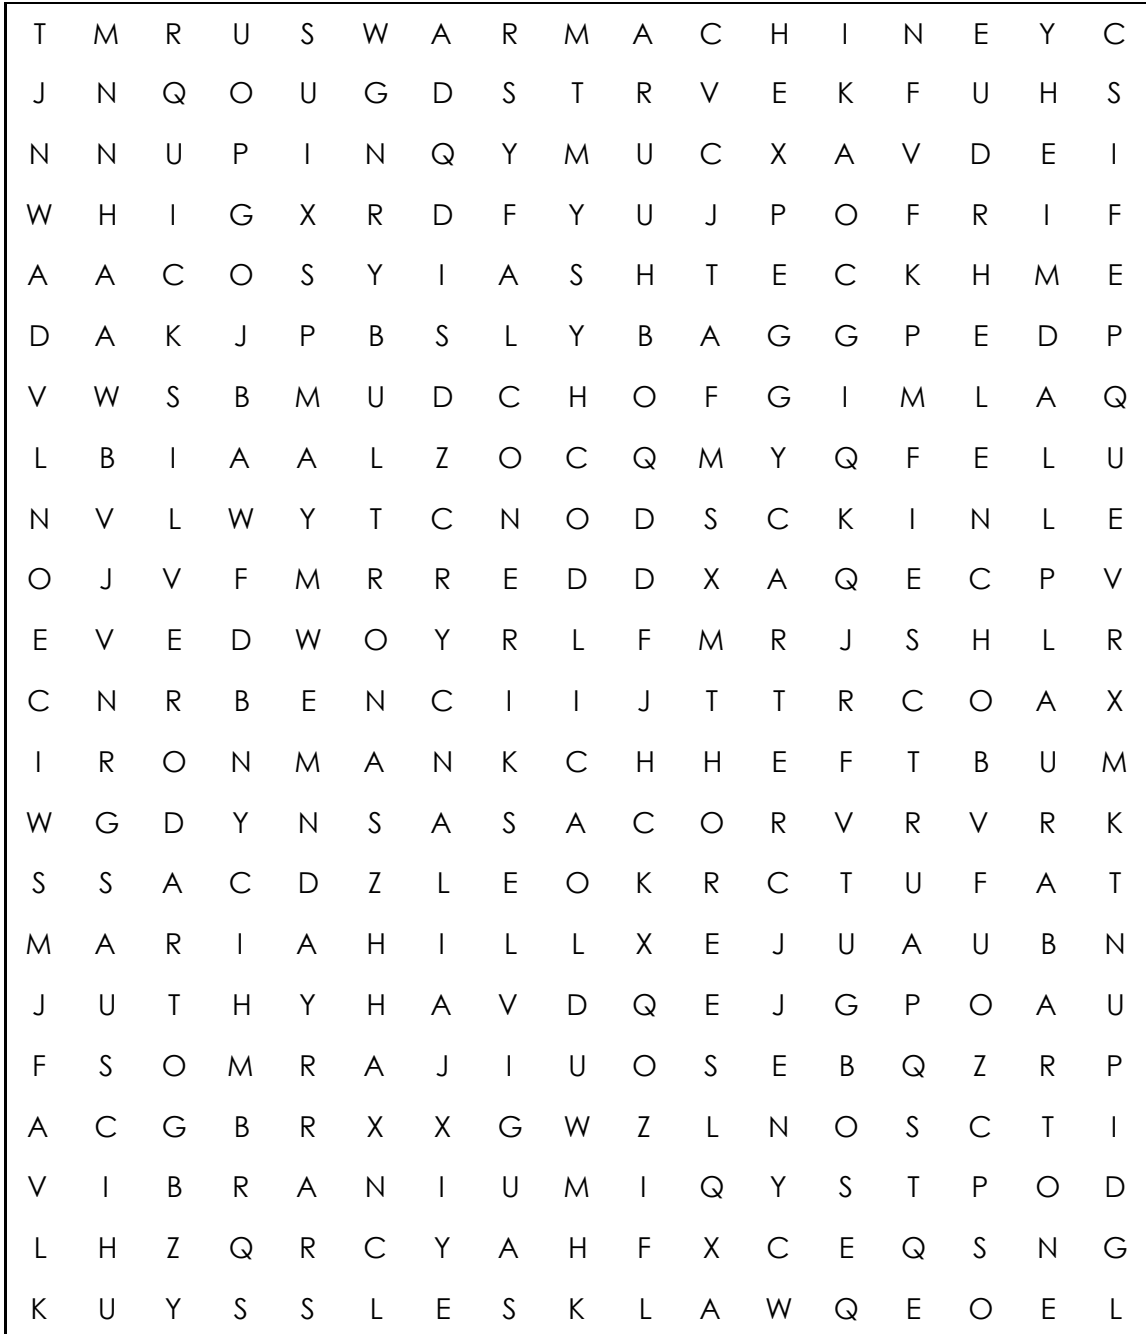 T M R U S W A R M A C H I N E Y C
J N Q O U G D S T R V E K F U H S
N N U P I N Q Y M U C X A V D E I
W H I G X R D F Y U J P O F R I F
A A C O S Y I A S H T E C K H M E
D A K J P B S L Y B A G G P E D P
V W S B M U D C H O F G I M L A Q
L B I A A L Z O C Q M Y Q F E L U
N V L W Y T C N O D S C K I N L E
O J V F M R R E D D X A Q E C P V
E V E D W O Y R L F M R J S H L R
C N R B E N C I I J T T R C O A X
I R O N M A N K C H H E F T B U M
W G D Y N S A S A C O R V R V R K
S S A C D Z L E O K R C T U F A T
M A R I A H I L L X E J U A U B N
J U T H Y H A V D Q E J G P O A U
F S O M R A J I U O S E B Q Z R P
A C G B R X X G W Z L N O S C T I
V I B R A N I U M I Q Y S T P O D
L H Z Q R C Y A H F X C E Q S N G
K U Y S S L E S K L A W Q E O E L